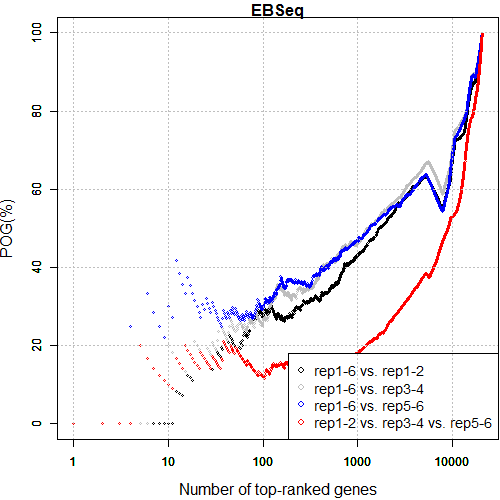 EBSeq
POG(%)
100
80
60
40
20
0
1 10 100 1000 10000
Number of top-ranked genes
rep1-6 vs. rep1-2
rep1-6 vs. rep3-4
rep1-6 vs. rep5-6
rep1-2 vs. rep3-4 vs. rep5-6